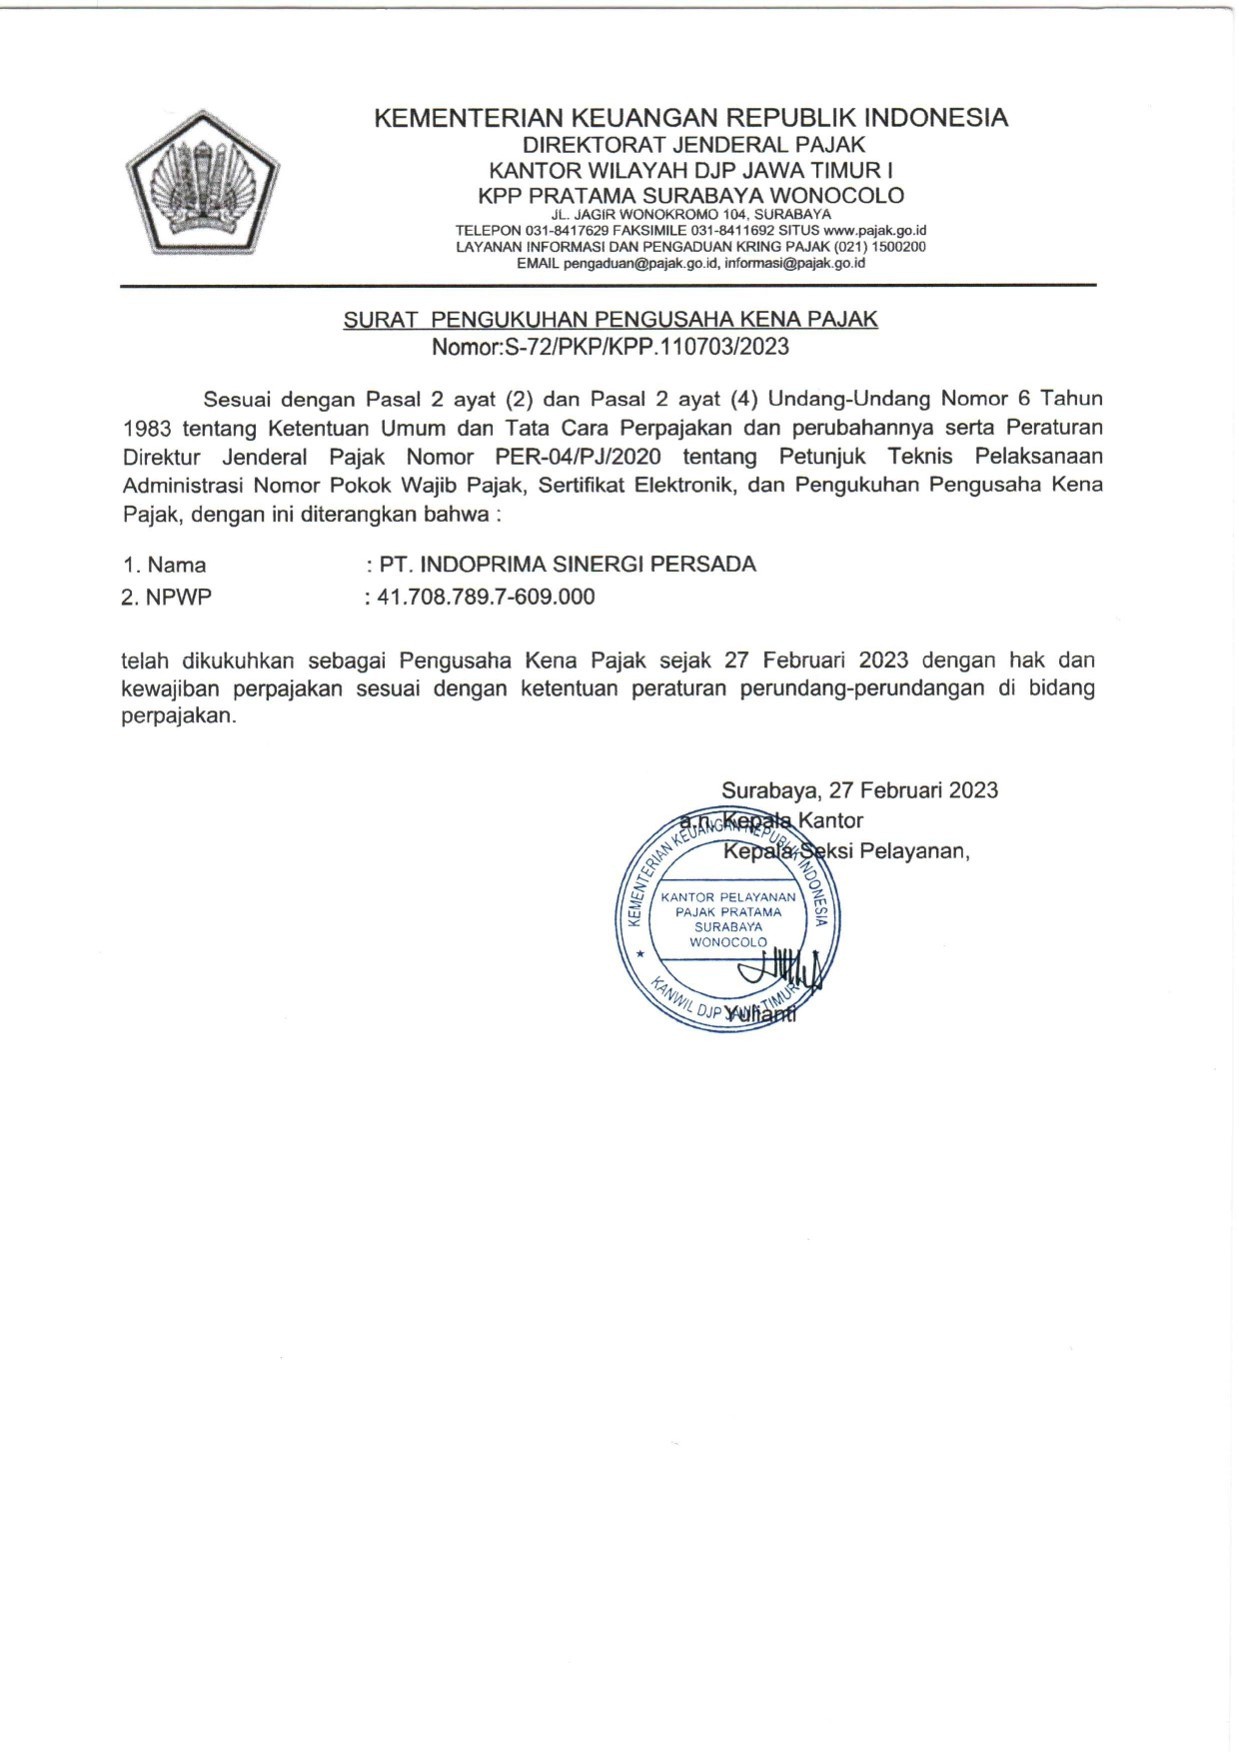 KEMENTERIAN KEUANGAN REPUBLIK INDONESIA
DIREKTORAT JENDERAL PAJAK
KANTOR WILAYAH DJP JAWA TIMUR I
KPP PRATAMA SURABAYA WONOCOLO
JL. JAGIR WONOKROMO 104, SURABAYA
TELEPON 031-8417629 FAKSIMILE 031-8411692 SITUS www.pajak.go.id
LAYANAN INFORMASI DAN PENGADUAN KRING PAJAK (021) 1500200
EMAIL pengaduan@pajak.go.id, informasi@pajak.go.id
SURAT PENGUKUHAN PENGUSAHA KENA PAJAK
Nomor:S-72/PKP/KPP.110703/2023
Sesuai dengan Pasal 2 ayat (2) dan Pasal 2 ayat (4) Undang-Undang Nomor 6 Tahun
1983 tentang Ketentuan Umum dan Tata Cara Perpajakan dan perubahannya serta Peraturan
Direktur Jenderal Pajak Nomor PER-04/PJ/2020 tentang Petunjuk Teknis Pelaksanaan
Administrasi Nomor Pokok Wajib Pajak, Sertifikat Elektronik, dan Pengukuhan Pengusaha Kena
Pajak, dengan ini diterangkan bahwa :
1. Nama : PT. INDOPRIMA SINERGI PERSADA
2. NPWP : 41.708.789.7-609.000
telah dikukuhkan sebagai Pengusaha Kena Pajak sejak 27 Februari 2023 dengan hak dan
kewajiban perpajakan sesuai dengan ketentuan peraturan perundang-perundangan di bidang
perpajakan.
Surabaya, 27 Februari 2023
a.n. Kepala Kantor
Kepala Seksi Pelayanan,
KEMENTERIAN KEUANGAN REPUBLIK INDONESIA
KANTOR PELAYANAN
PAJAK PRATAMA
SURABAYA
WONOCOLO
KANWIL DJP JAWA TIMUR
Yulianti